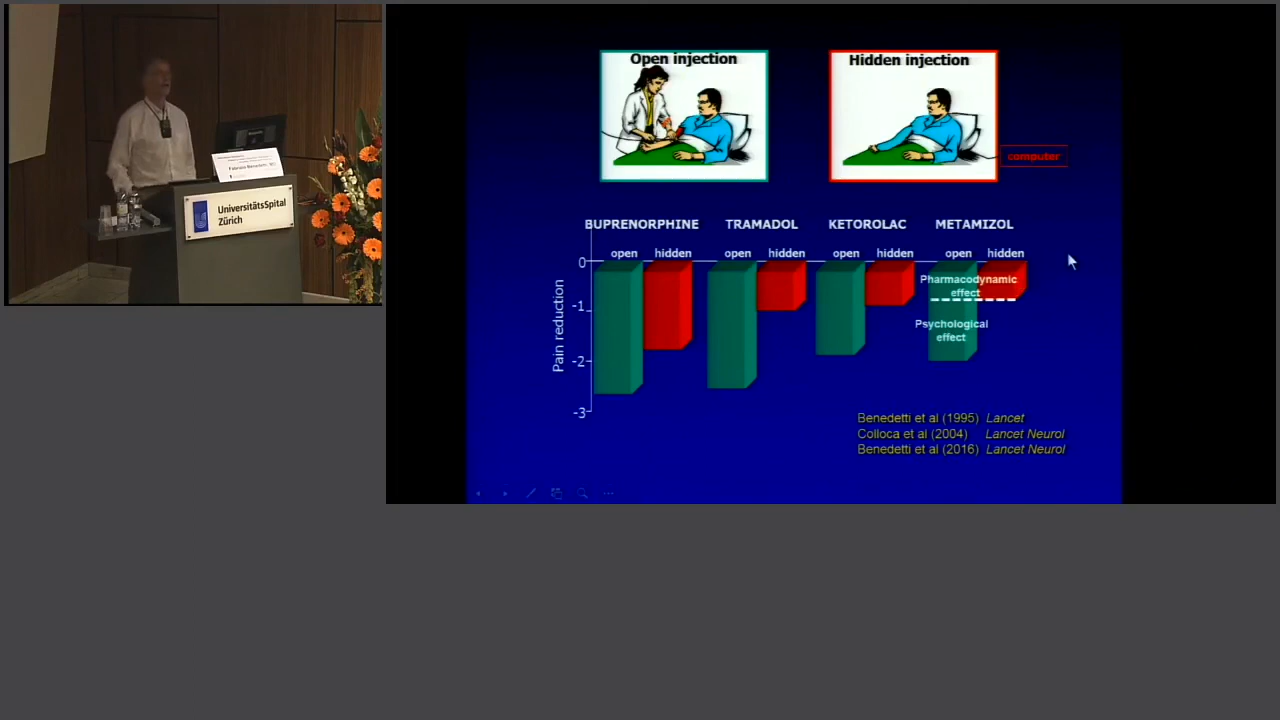 UniversitätsSpital
Zürich
Open injection
Hidden injection
computer
BUPRENORPHINE TRAMADOL KETOROLAC METAMIZOL
open hidden open hidden open hidden open hidden
Pain reduction
0
-1
-2
-3
Pharmacodynamic
effect
Psychological
effect
Benedetti et al (1995) Lancet
Colloca et al (2004) Lancet Neurol
Benedetti et al (2016) Lancet Neurol